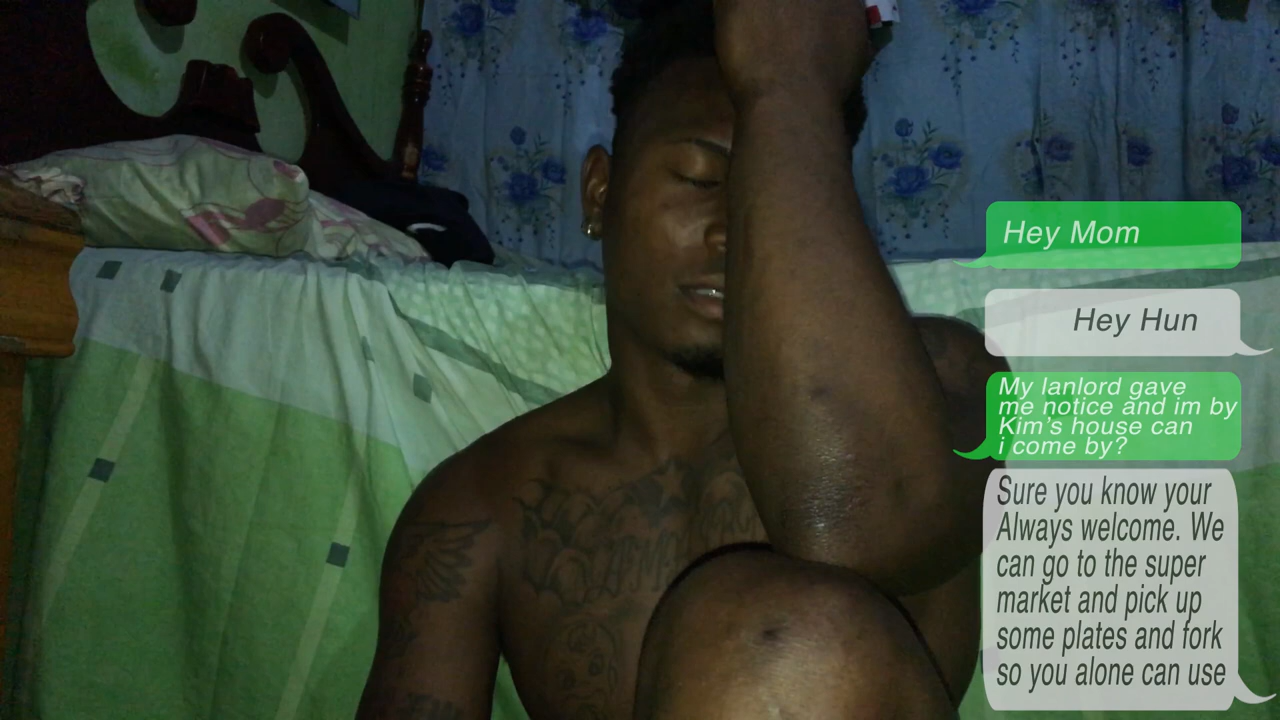 Hey Mom
Hey Hun
My lanlord gave
me notice and im by
Kim's house can
i come by?
Sure you know your
Always welcome. We
can go to the super
market and pick up
some plates and fork
so you alone can use